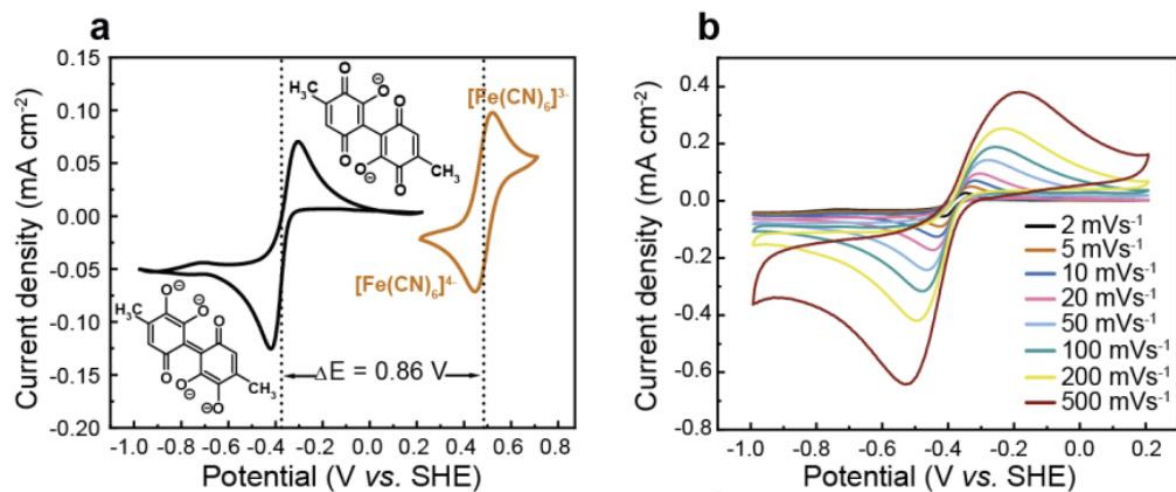 a
Current density (mA cm⁻²)
0.15
0.10
0.05
0.00
-0.05
-0.10
-0.15
-0.20
-1.0 -0.8 -0.6 -0.4 -0.2 0.0 0.2 0.4 0.6 0.8
Potential (V vs. SHE)
H₃C
O
O
⊖
O
O
O
⊖
O
CH₃
[Fe(CN)₆]³⁻
[Fe(CN)₆]⁴⁻
⊖
O
⊖
O
H₃C
O
O
O
⊖
CH₃
O
⊖
ΔE = 0.86 V
b
Current density (mA cm⁻²)
0.4
0.2
0.0
-0.2
-0.4
-0.6
-0.8
-1.0 -0.8 -0.6 -0.4 -0.2 0.0 0.2
Potential (V vs. SHE)
2 mVs⁻¹
5 mVs⁻¹
10 mVs⁻¹
20 mVs⁻¹
50 mVs⁻¹
100 mVs⁻¹
200 mVs⁻¹
500 mVs⁻¹